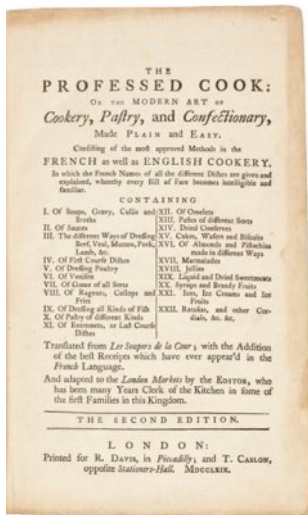 THE
PROFESSED COOK:
OR THE MODERN ART OF
Cookery, Paſtry, and Confectionary,
Made PLAIN and EASY.
Conſiſting of the moſt approved Methods in the
FRENCH as well as ENGLISH COOKERY.
In which the French Names of all the different Diſhes are given and
explained, whereby every Bill of Fare becomes intelligible and
familiar.
CONTAINING
I. Of Soups, Gravy, Cullis and
Broths
II. Of Sauces
III. The different Ways of Dreſſing
Beef, Veal, Mutton, Pork,
Lamb, &c.
IV. Of Firſt Courſe Diſhes
V. Of Dreſſing Poultry
VI. Of Veniſon
VII. Of Game of all Sorts
VIII. Of Ragouts, Collops and
Fries
IX. Of Dreſſing all Kinds of Fiſh
X. Of Paſtry of different Kinds
XI. Of Entremets, or Laſt Courſe
Diſhes
XII. Of Omelets
XIII. Paſtes of different Sorts
XIV. Dried Conſerves
XV. Cakes, Wafers and Biſcuits
XVI. Of Almonds and Piſtachios
made in different Ways
XVII. Marmalades
XVIII. Jellies
XIX. Liquid and Dried Sweetmeats
XX. Syrups and Brandy Fruits
XXI. Ices, Ice Creams and Ice
Fruits
XXII. Ratafias, and other Cor-
dials, &c. &c.
Tranſlated from Les Soupers de la Cour; with the Addition
of the beſt Receipts which have ever appear'd in the
French Language.
And adapted to the London Markets by the EDITOR, who
has been many Years Clerk of the Kitchen in ſome of
the firſt Families in this Kingdom.
THE SECOND EDITION.
LONDON:
Printed for R. DAVIS, in Piccadilly; and T. CASLON,
oppoſite Stationers-Hall. MDCCLXIX.